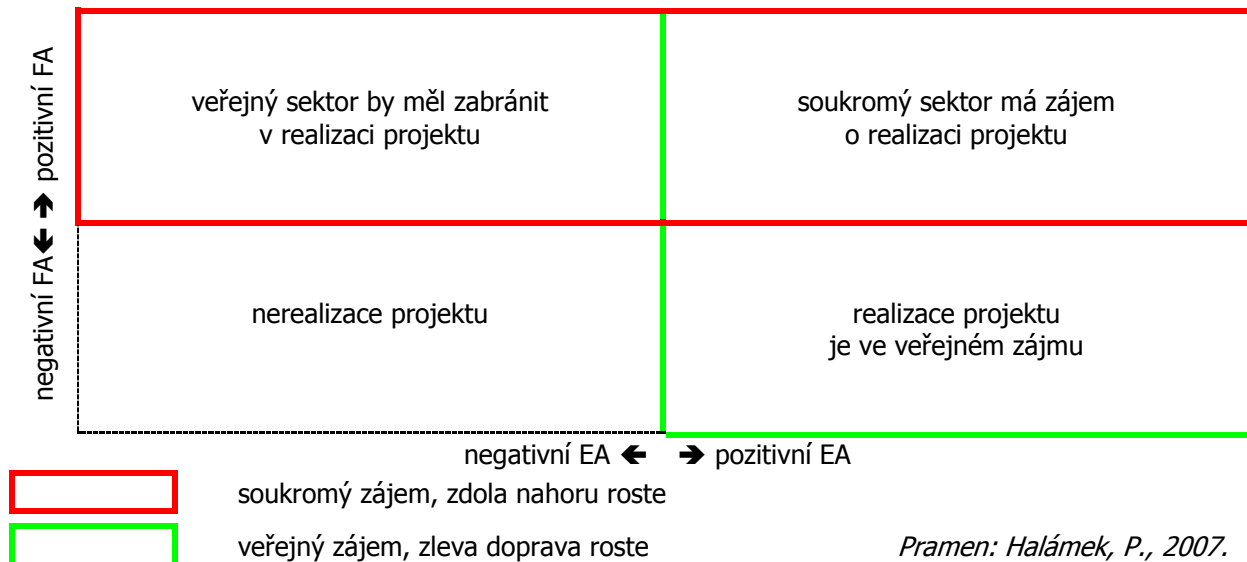 negativní FA🡸 🡺 pozitivní FA
veřejný sektor by měl zabránit
v realizaci projektu
soukromý sektor má zájem
o realizaci projektu
nerealizace projektu
realizace projektu
je ve veřejném zájmu
negativní EA 🡸 🡺 pozitivní EA
soukromý zájem, zdola nahoru roste
veřejný zájem, zleva doprava roste
Pramen: Halámek, P., 2007.